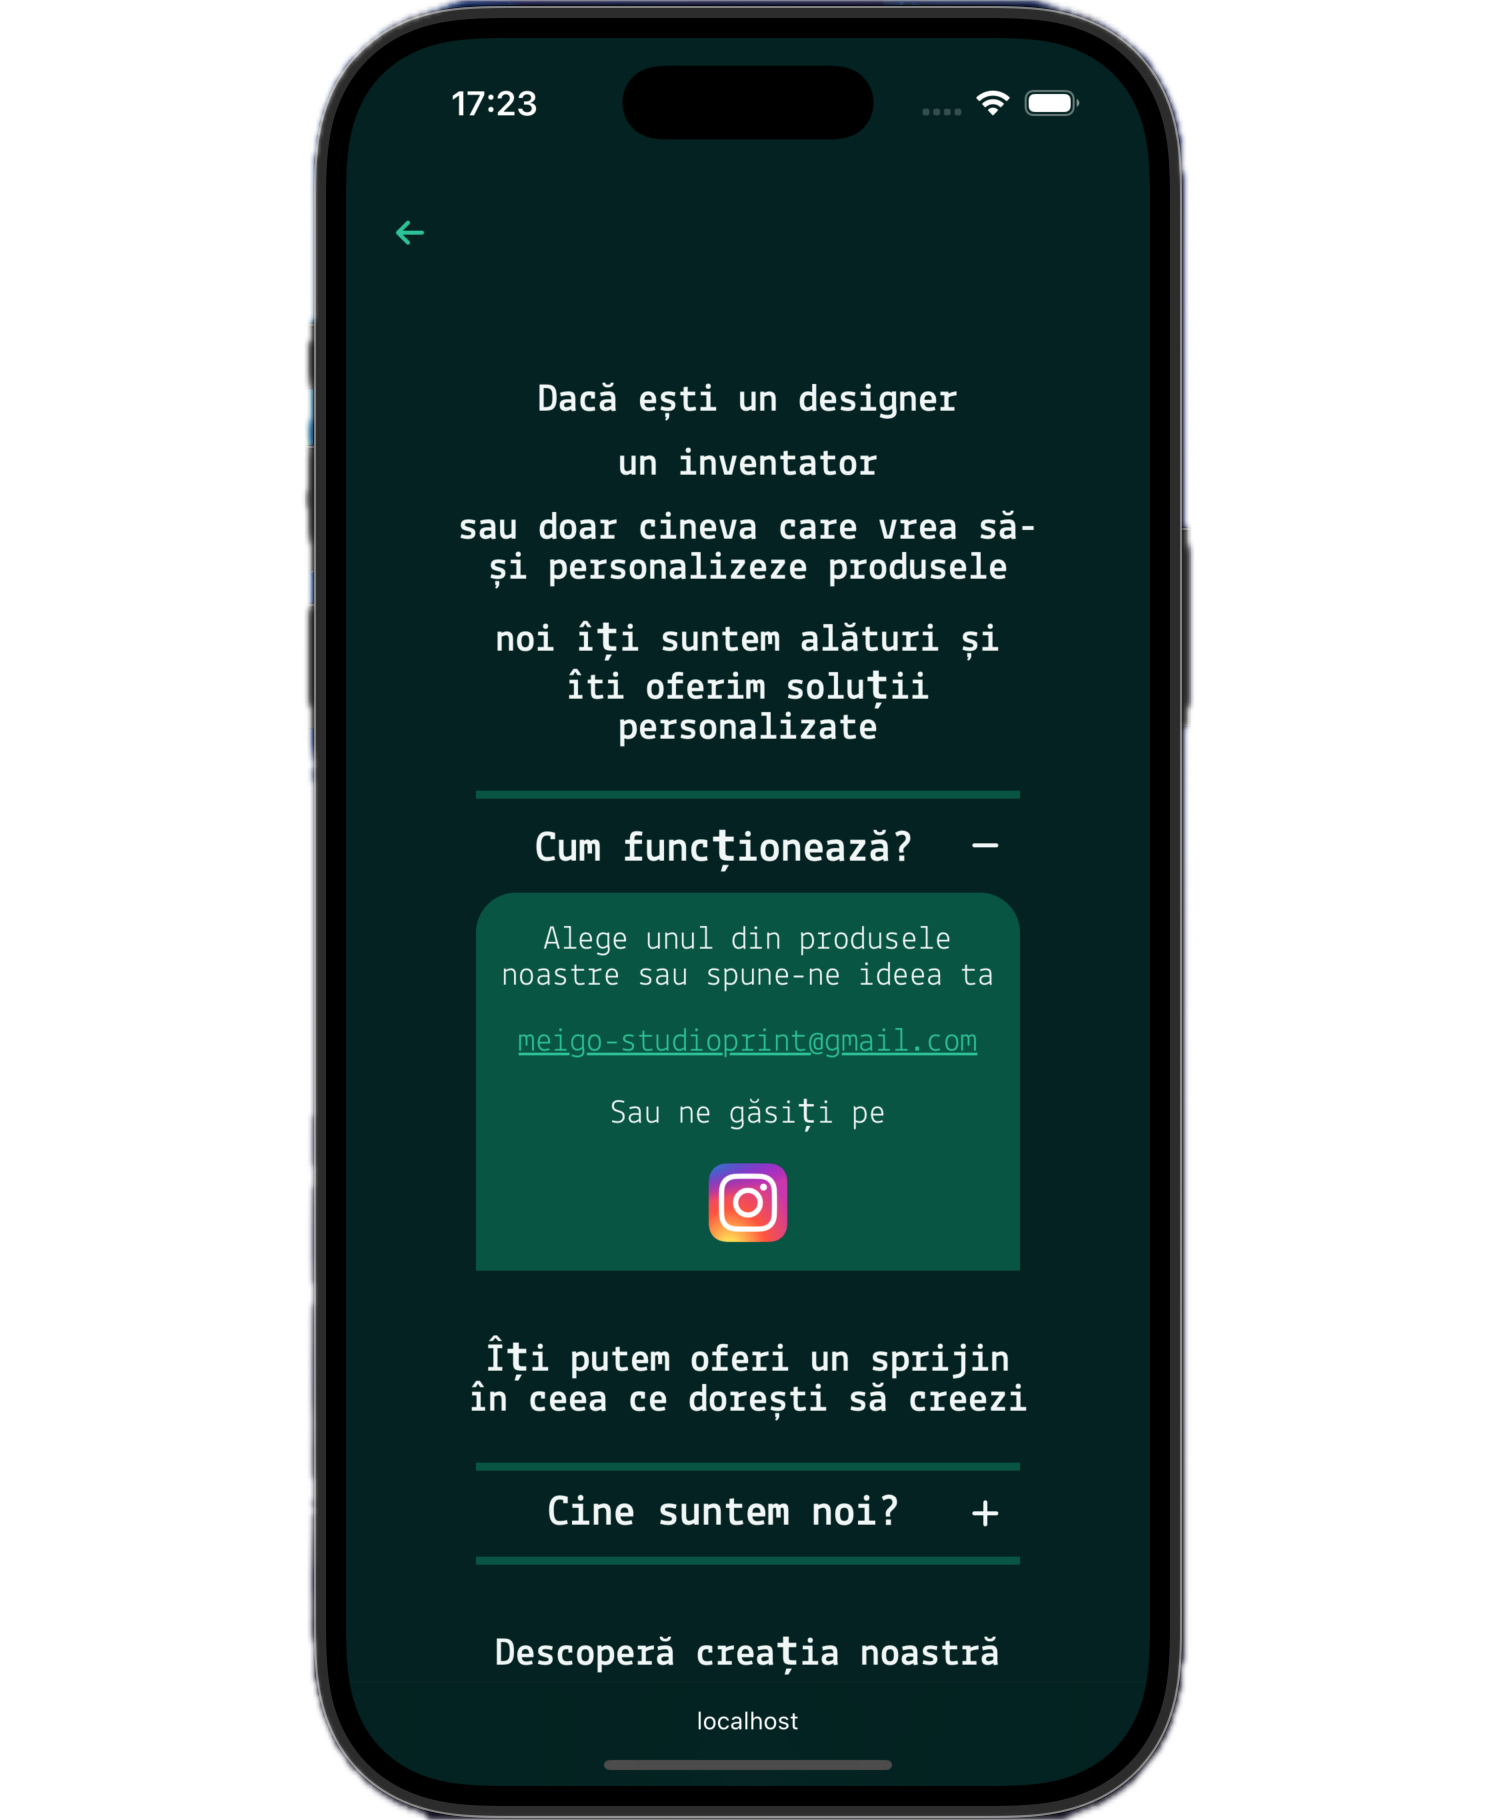 17:23
Dacă ești un designer
un inventator
sau doar cineva care vrea să-
și personalizeze produsele
noi îți suntem alături și
îti oferim soluții
personalizate
Cum funcționează?
Alege unul din produsele
noastre sau spune-ne ideea ta
meigo-studioprint@gmail.com
Sau ne găsiți pe
Îți putem oferi un sprijin
în ceea ce dorești să creezi
Cine suntem noi?
Descoperă creația noastră
localhost